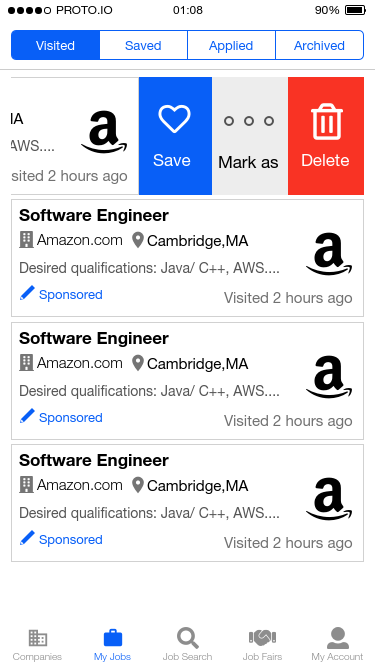 PROTO.IO 01:08 90%
Visited Saved Applied Archived
MA
AWS....
sited 2 hours ago
Save Mark as Delete
Software Engineer
Amazon.com Cambridge,MA
Desired qualifications: Java/ C++, AWS....
Sponsored
Visited 2 hours ago
Software Engineer
Amazon.com Cambridge,MA
Desired qualifications: Java/ C++, AWS....
Sponsored
Visited 2 hours ago
Software Engineer
Amazon.com Cambridge,MA
Desired qualifications: Java/ C++, AWS....
Sponsored
Visited 2 hours ago
Companies My Jobs Job Search Job Fairs My Account